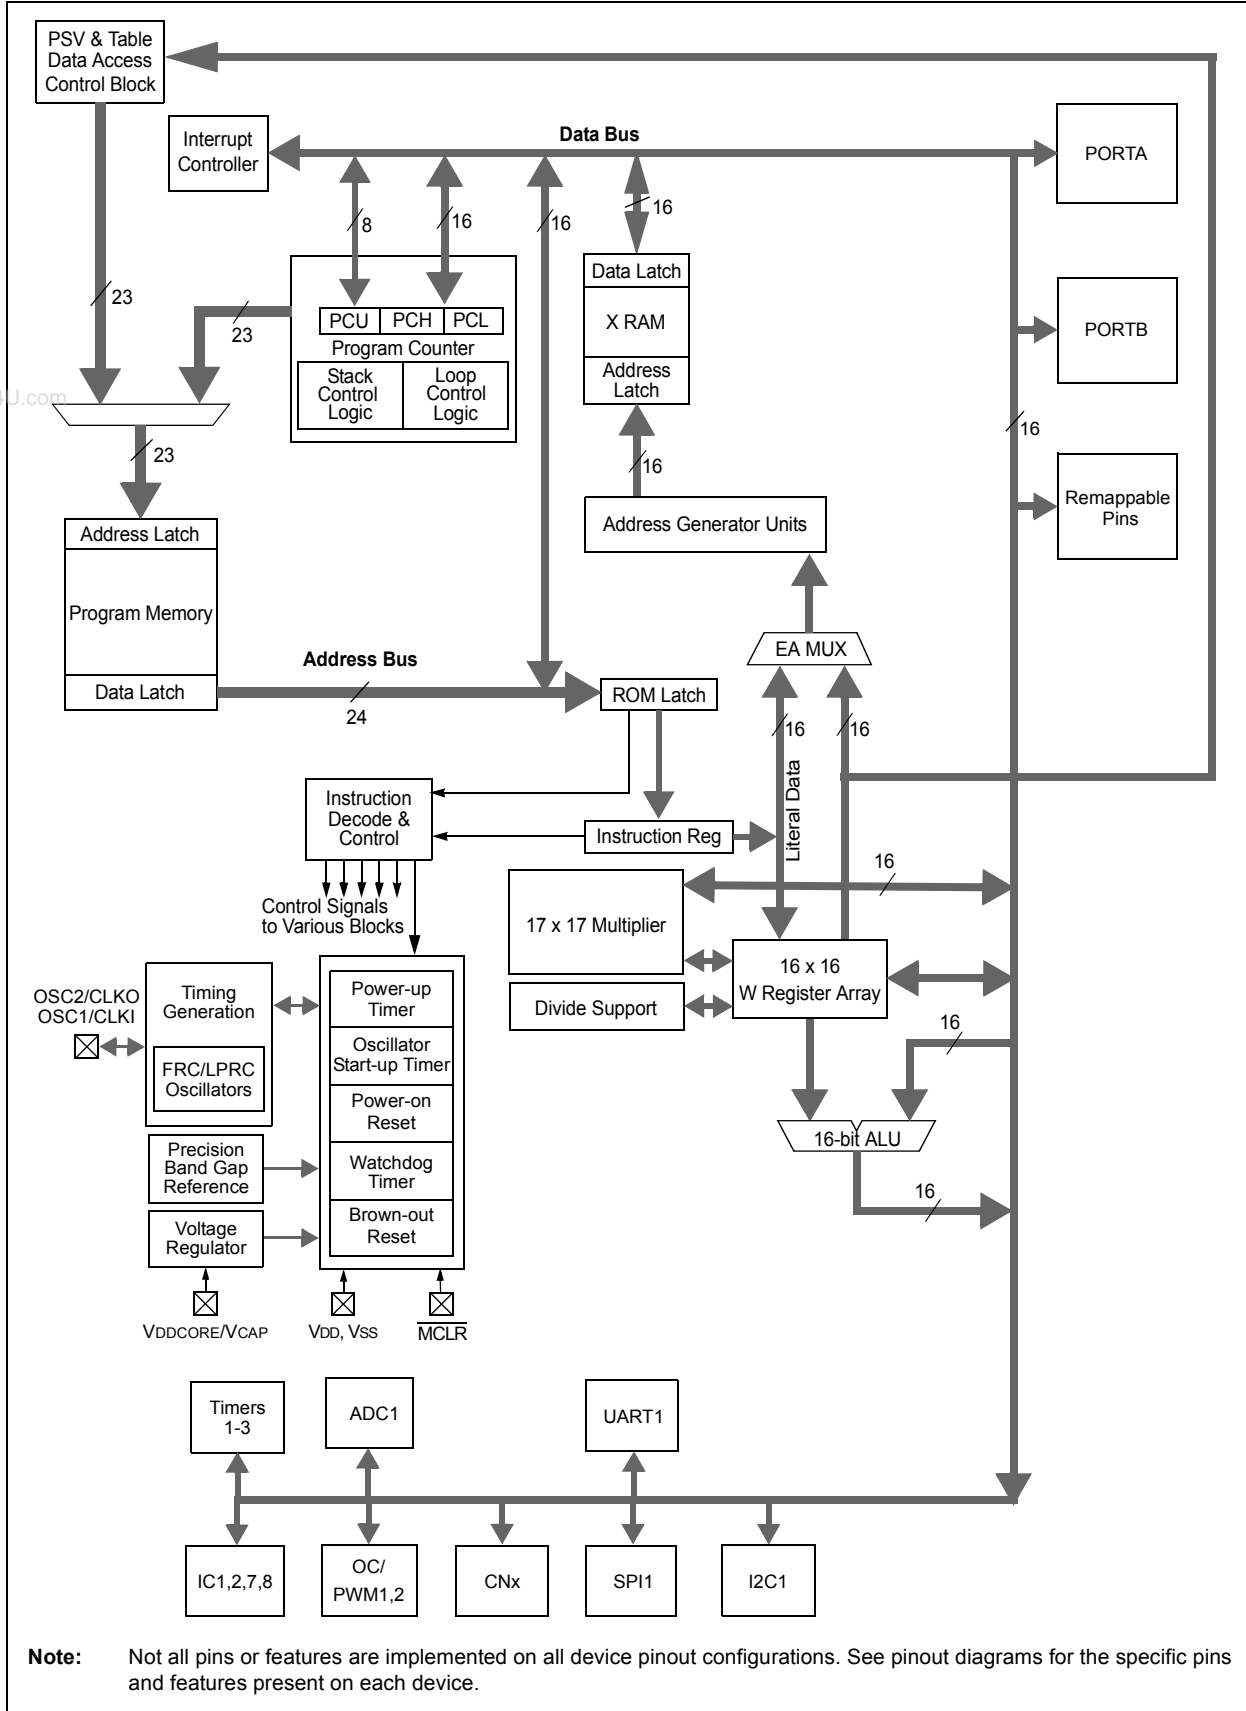 PSV & Table
Data Access
Control Block
Interrupt
Controller
Data Bus
PORTA
8
16
16
16
23
23
Data Latch
X RAM
Address
Latch
PCU
PCH
PCL
Program Counter
Stack
Control
Logic
Loop
Control
Logic
PORTB
4U.com
16
23
16
Remappable
Pins
Address Generator Units
Address Latch
Program Memory
Data Latch
EA MUX
Address Bus
24
ROM Latch
16
16
Literal Data
Instruction
Decode &
Control
Instruction Reg
16
Control Signals
to Various Blocks
17 x 17 Multiplier
16 x 16
W Register Array
Divide Support
OSC2/CLKO
OSC1/CLKI
Timing
Generation
FRC/LPRC
Oscillators
Power-up
Timer
Oscillator
Start-up Timer
Power-on
Reset
Watchdog
Timer
Brown-out
Reset
16
16-bit ALU
16
Precision
Band Gap
Reference
Voltage
Regulator
VDDCORE/VCAP
VDD, VSS
MCLR
Timers
1-3
ADC1
UART1
IC1,2,7,8
OC/
PWM1,2
CNx
SPI1
I2C1
Note: Not all pins or features are implemented on all device pinout configurations. See pinout diagrams for the specific pins
and features present on each device.